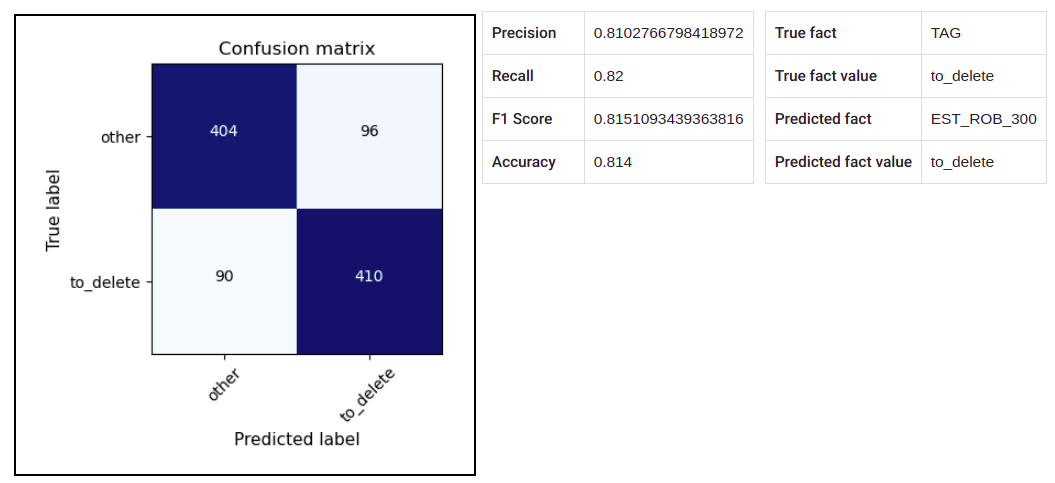 Confusion matrix
True label
other
404
96
to_delete
90
410
other
to_delete
Predicted label
Precision 0.8102766798418972
Recall 0.82
F1 Score 0.8151093439363816
Accuracy 0.814
True fact TAG
True fact value to_delete
Predicted fact EST_ROB_300
Predicted fact value to_delete